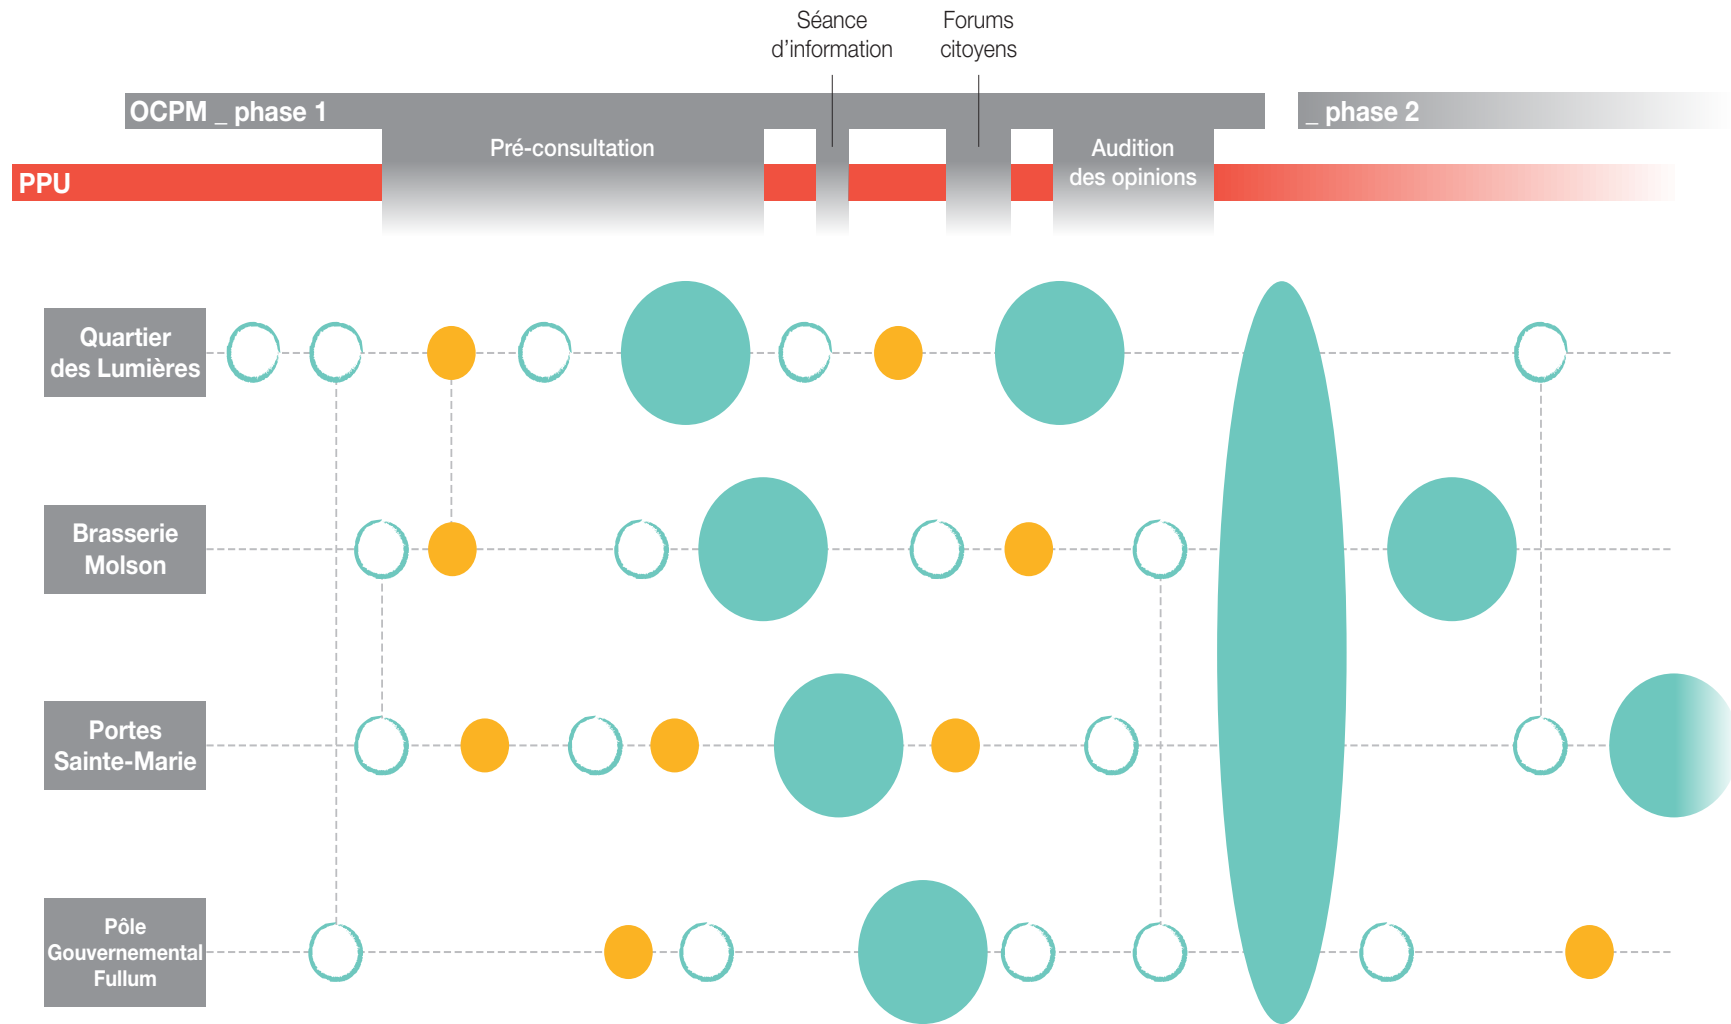 Séance
d'information
Forums
citoyens
OCPM _ phase 1
_ phase 2
Pré-consultation
Audition
des opinions
PPU
Quartier
des Lumières
Brasserie
Molson
Portes
Sainte-Marie
Pôle
Gouvernemental
Fullum